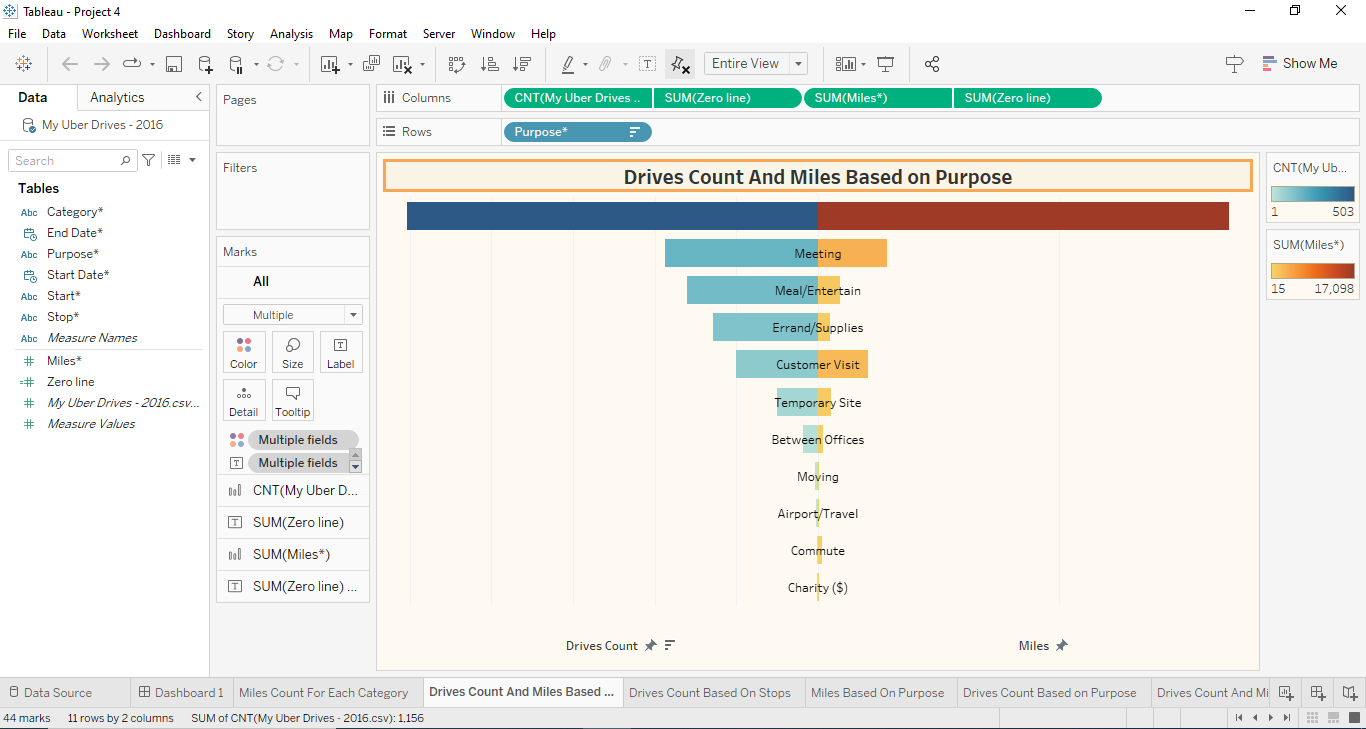 Tableau - Project 4
File Data Worksheet Dashboard Story Analysis Map Format Server Window Help
Entire View
Show Me
Data Analytics
My Uber Drives - 2016
Search
Tables
Abc Category*
End Date*
Abc Purpose*
Start Date*
Abc Start*
Abc Stop*
Abc Measure Names
# Miles*
=# Zero line
# My Uber Drives - 2016.csv...
# Measure Values
Pages
Filters
Marks
All
Multiple
Color Size Label
Detail Tooltip
Multiple fields
Multiple fields
CNT(My Uber D...
SUM(Zero line)
SUM(Miles*)
SUM(Zero line) ...
Columns CNT(My Uber Drives .. SUM(Zero line) SUM(Miles*) SUM(Zero line)
Rows Purpose*
Drives Count And Miles Based on Purpose
Meeting
Meal/Entertain
Errand/Supplies
Customer Visit
Temporary Site
Between Offices
Moving
Airport/Travel
Commute
Charity ($)
Drives Count Miles
CNT(My Ub...
1 503
SUM(Miles*)
15 17,098
Data Source Dashboard 1 Miles Count For Each Category Drives Count And Miles Based ... Drives Count Based On Stops Miles Based On Purpose Drives Count Based on Purpose Drives Count And Mi
44 marks 11 rows by 2 columns SUM of CNT(My Uber Drives - 2016.csv): 1,156